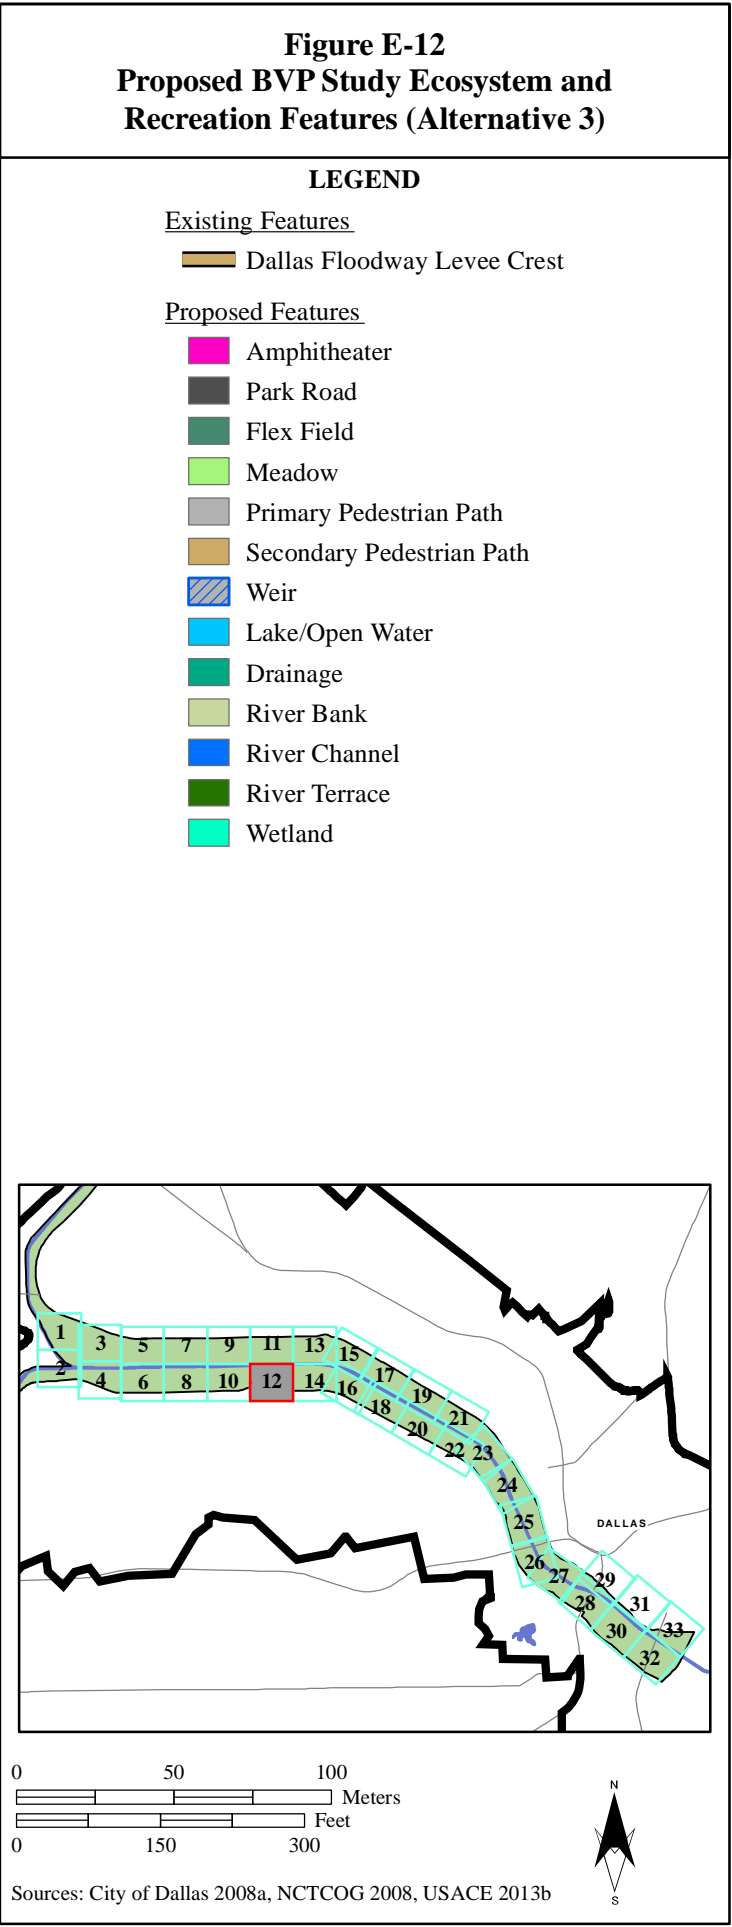 Figure E-12
Proposed BVP Study Ecosystem and
Recreation Features (Alternative 3)
LEGEND
Existing Features
Dallas Floodway Levee Crest
Proposed Features
Amphitheater
Park Road
Flex Field
Meadow
Primary Pedestrian Path
Secondary Pedestrian Path
Weir
Lake/Open Water
Drainage
River Bank
River Channel
River Terrace
Wetland
1
2
3
4
5
6
7
8
9
10
11
12
13
14
15
16
17
18
19
20
21
22
23
24
25
26
27
28
29
30
31
32
33
DALLAS
0 50 100
Meters
Feet
0 150 300
N
S
Sources: City of Dallas 2008a, NCTCOG 2008, USACE 2013b